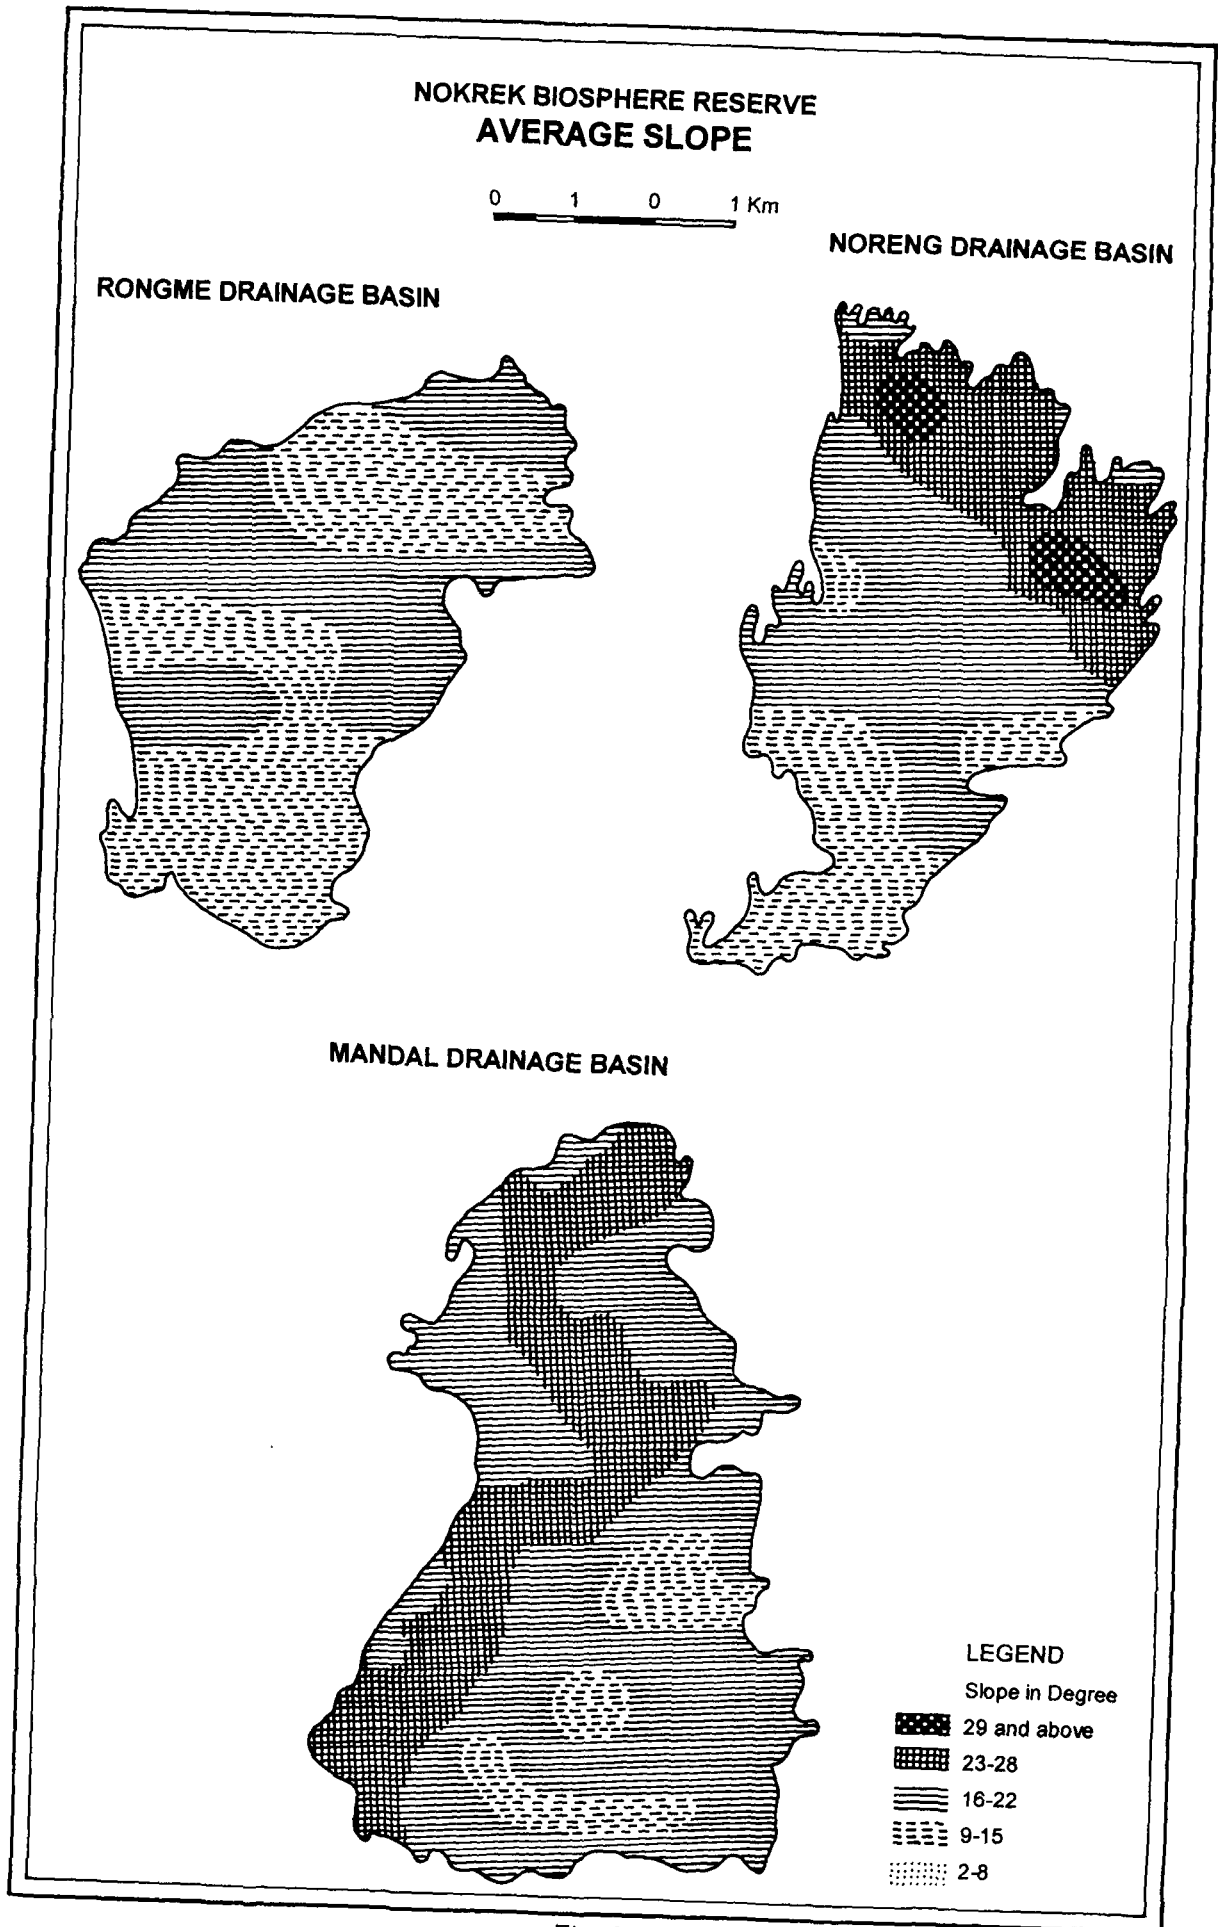 NOKREK BIOSPHERE RESERVE
AVERAGE SLOPE
0 1 0 1 Km
NORENG DRAINAGE BASIN
RONGME DRAINAGE BASIN
MANDAL DRAINAGE BASIN
LEGEND
Slope in Degree
29 and above
23-28
16-22
9-15
2-8